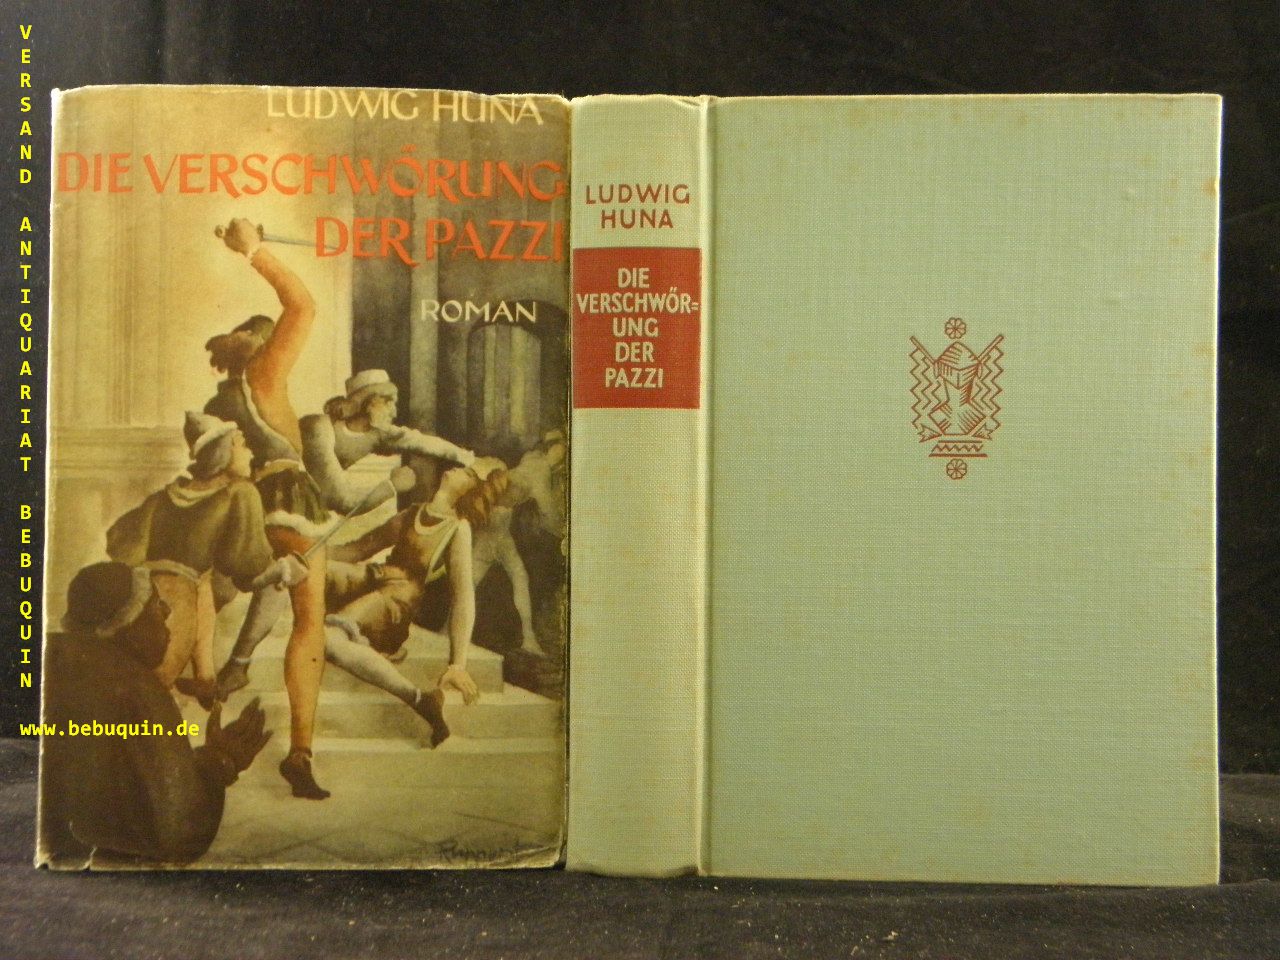 VERSAND ANTIQUARIAT BEBUQUIN
www.bebuquin.de
LUDWIG HUNA
DIE VERSCHWÖRUNG
DER PAZZI
ROMAN
LUDWIG
HUNA
DIE
VERSCHWÖR=
UNG
DER
PAZZI